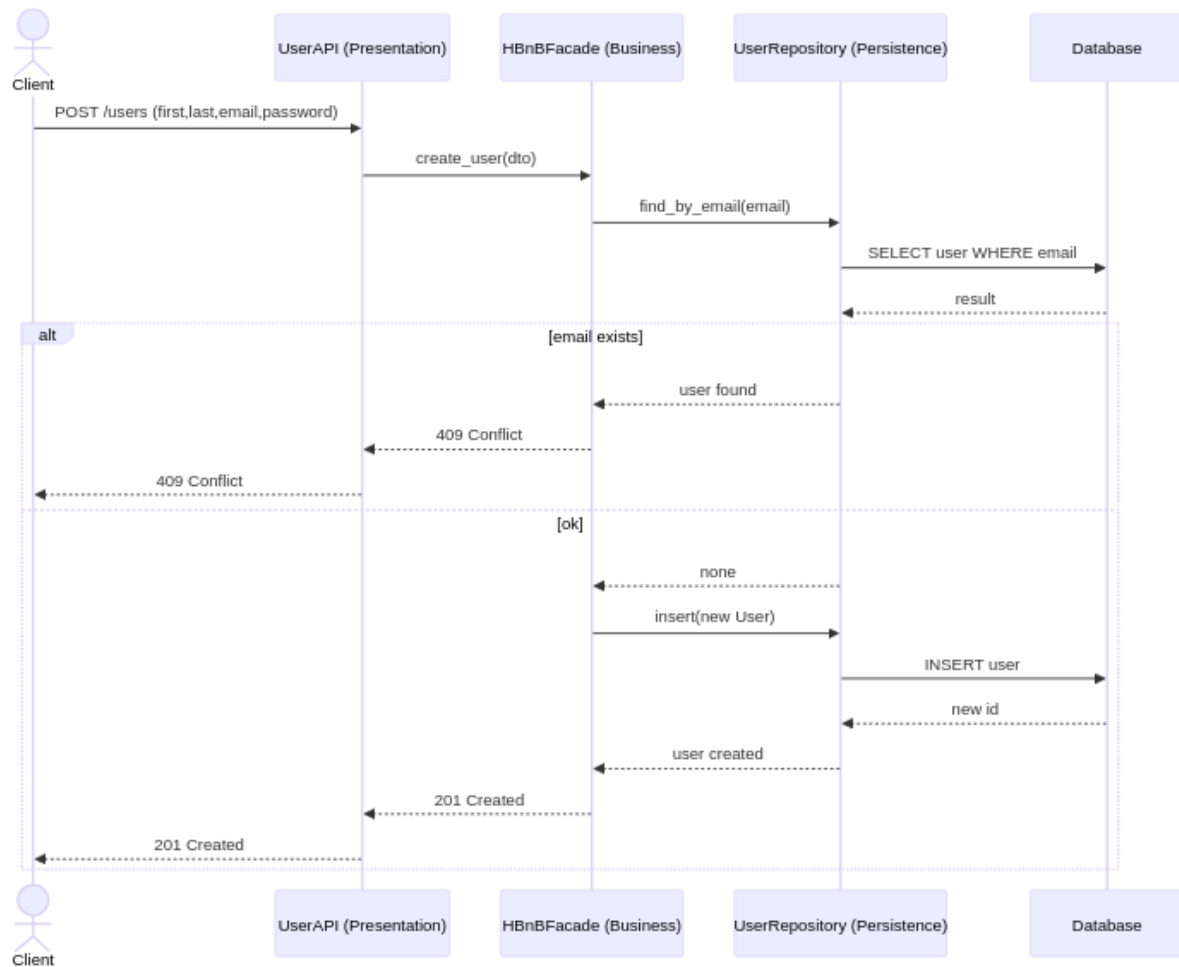 Client
UserAPI (Presentation)
HBnBFacade (Business)
UserRepository (Persistence)
Database
POST /users (first,last,email,password)
create_user(dto)
find_by_email(email)
SELECT user WHERE email
result
alt
[email exists]
user found
409 Conflict
409 Conflict
[ok]
none
insert(new User)
INSERT user
new id
user created
201 Created
201 Created
Client
UserAPI (Presentation)
HBnBFacade (Business)
UserRepository (Persistence)
Database